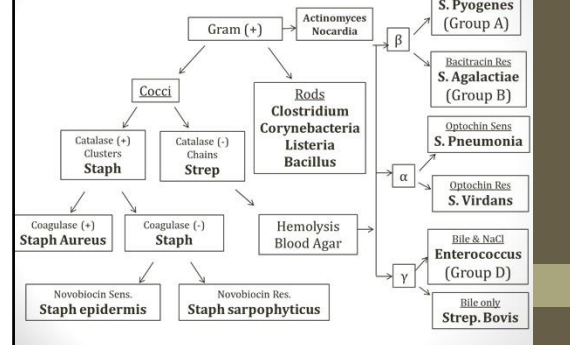 S. Pyogenes
(Group A)
Actinomyces
Nocardia
Gram (+)
β
Bacitracin Res
S. Agalactiae
(Group B)
Cocci
Rods
Clostridium
Corynebacteria
Listeria
Bacillus
Catalase (+)
Clusters
Staph
Catalase (-)
Chains
Strep
Optochin Sens
S. Pneumonia
α
Optochin Res
S. Virdans
Coagulase (+)
Staph Aureus
Coagulase (-)
Staph
Hemolysis
Blood Agar
Bile & NaCl
Enterococcus
(Group D)
γ
Bile only
Strep. Bovis
Novobiocin Sens.
Staph epidermis
Novobiocin Res.
Staph sarpophyticus